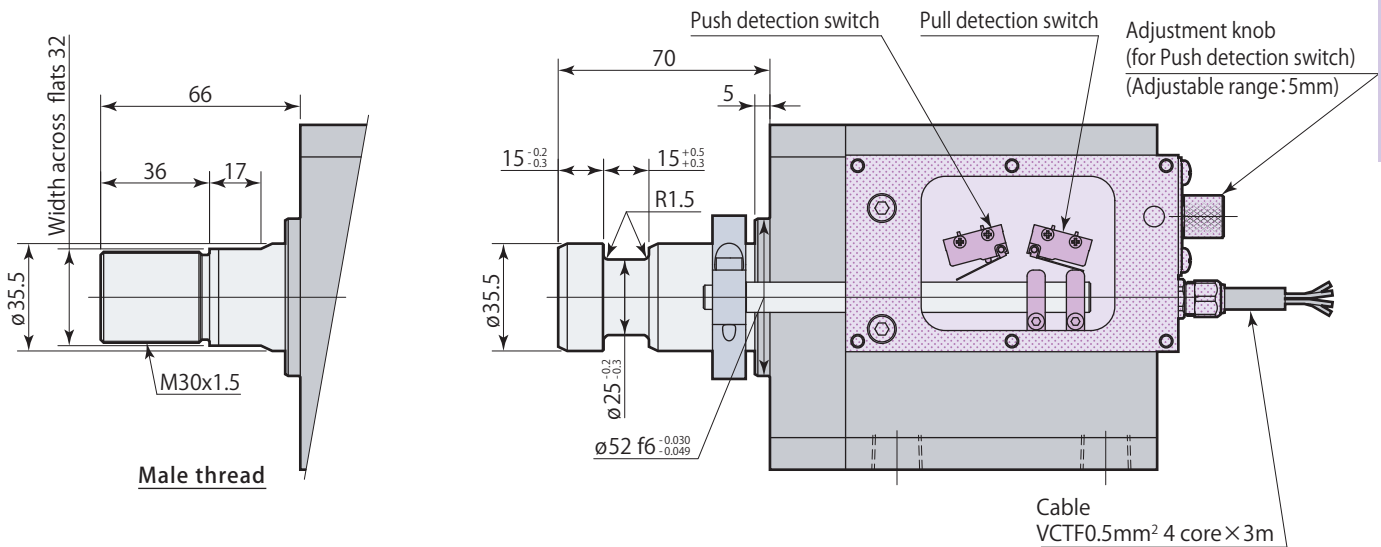 Push detection switch
Pull detection switch
Adjustment knob
(for Push detection switch)
(Adjustable range:5mm)
Width across flats 32
66
36
17
ø35.5
M30x1.5
Male thread
70
5
15 -0.2 -0.3
15 +0.5 +0.3
R1.5
ø35.5
ø25 -0.2 -0.3
ø52 f6 -0.030 -0.049
Cable
VCTF0.5mm² 4 core×3m